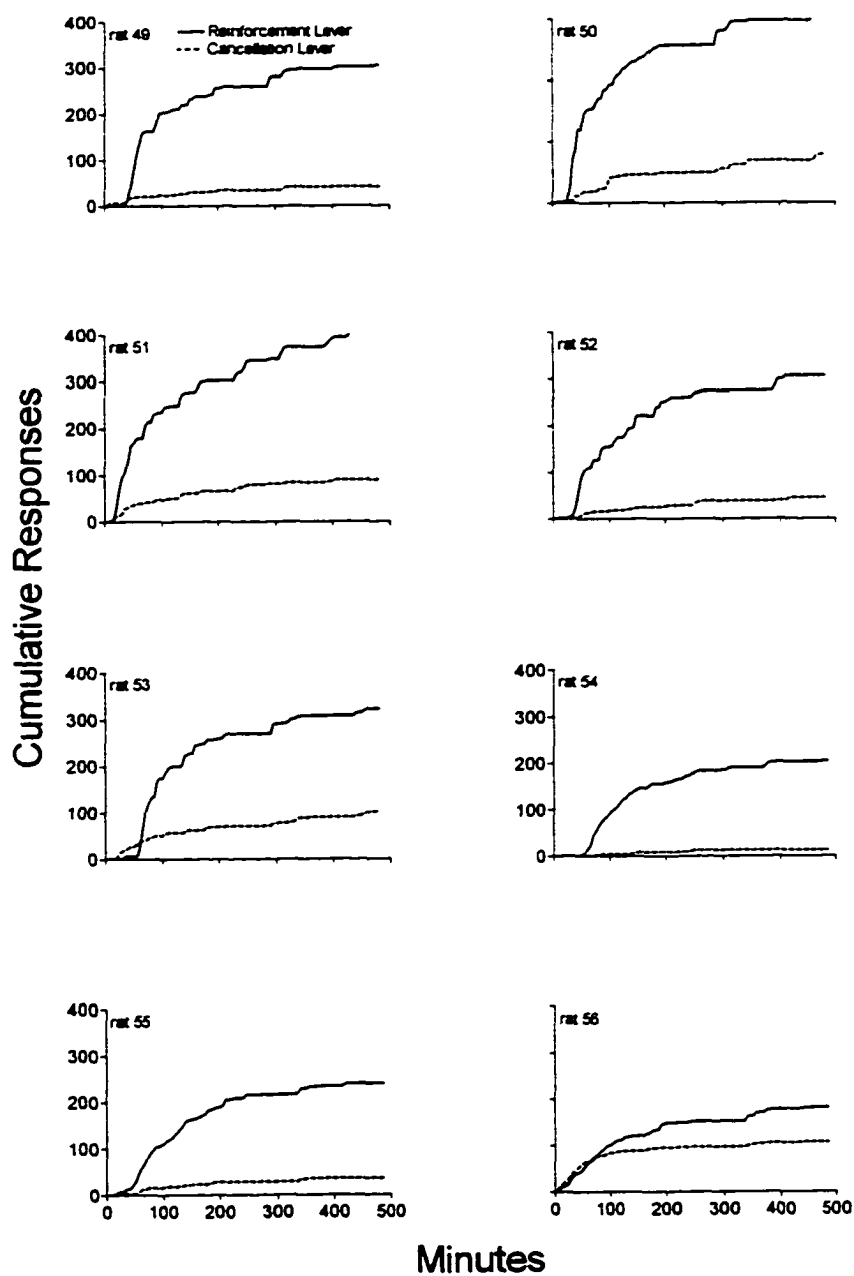 400
300
200
100
0
rat 49
Reinforcement Lever
Cancellation Lever
rat 50
400
300
200
100
0
rat 51
rat 52
Cumulative Responses
400
300
200
100
0
rat 53
400
300
200
100
0
rat 54
400
300
200
100
0
rat 55
0 100 200 300 400 500
rat 56
0 100 200 300 400 500
Minutes